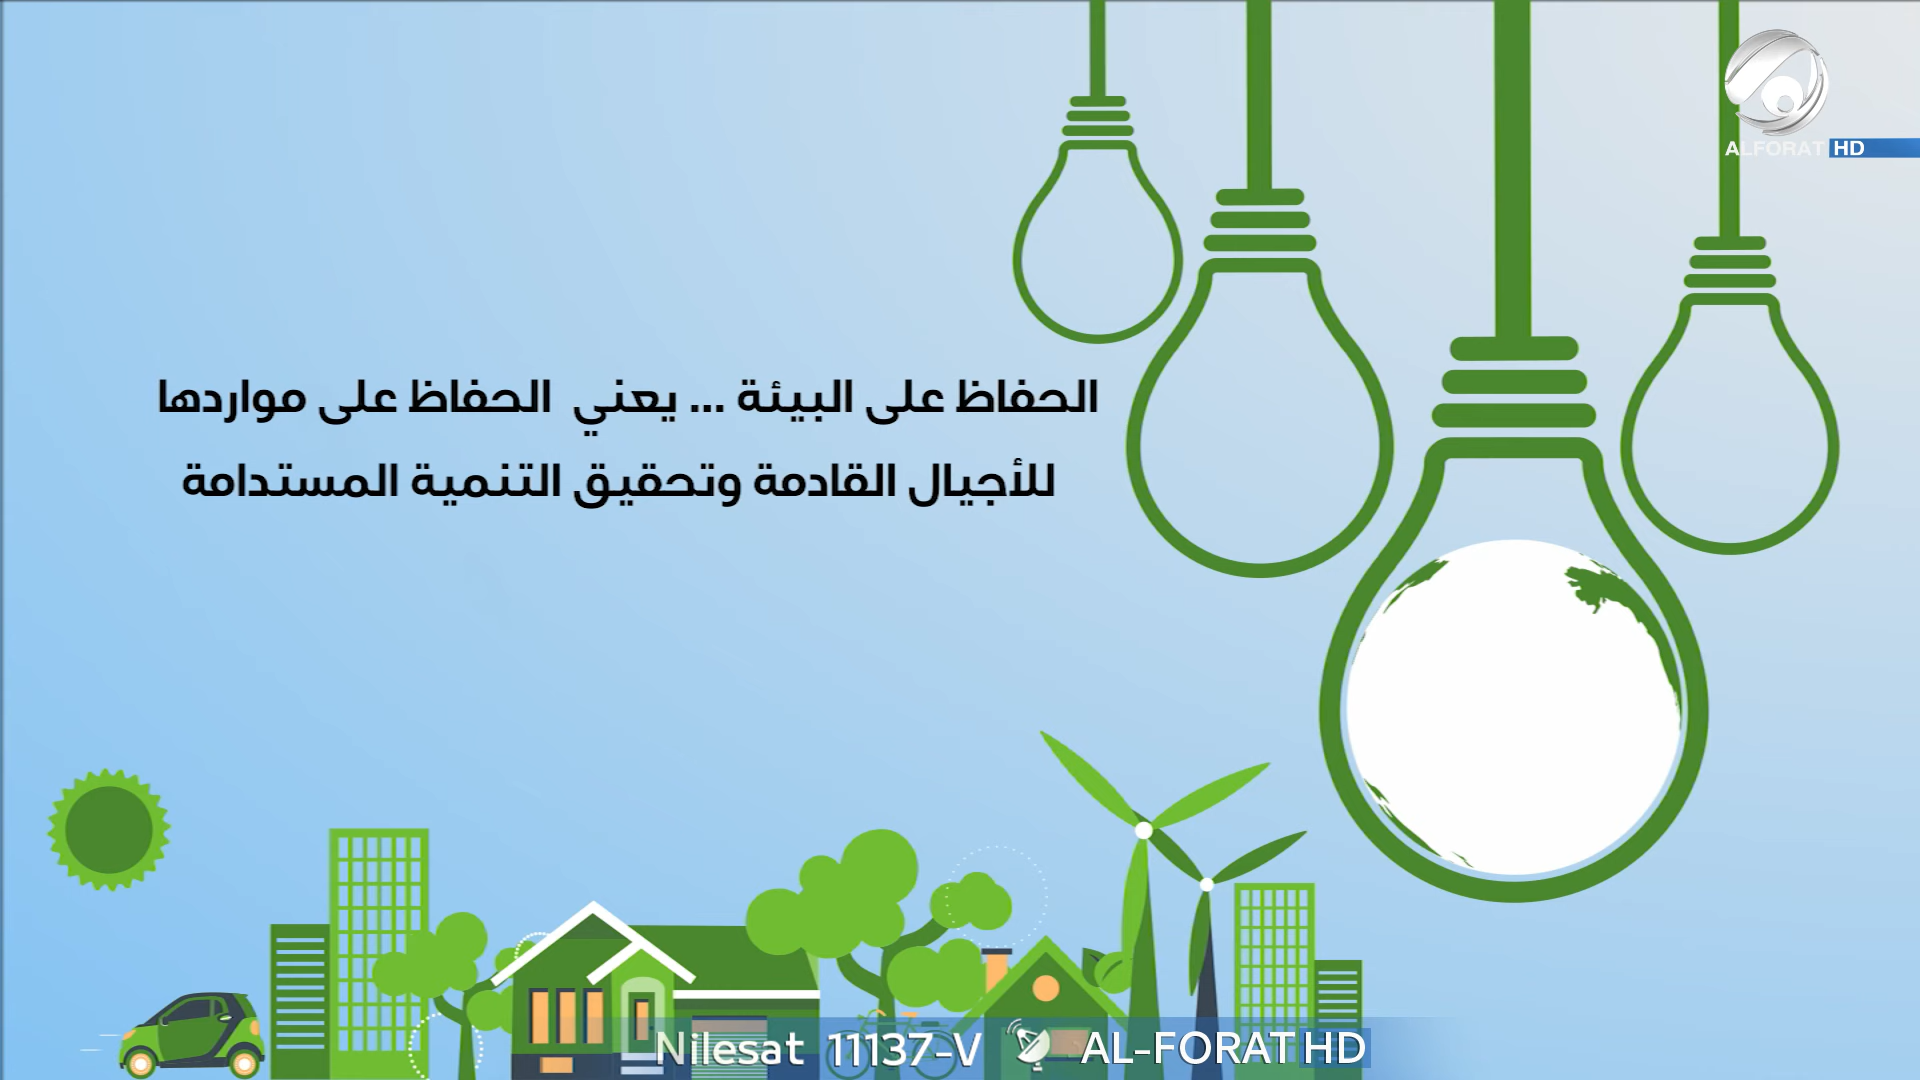 ALFORAT HD
الحفاظ على البيئة ... يعني الحفاظ على مواردها
للأجيال القادمة وتحقيق التنمية المستدامة
Nilesat 11137-V AL-FORAT HD